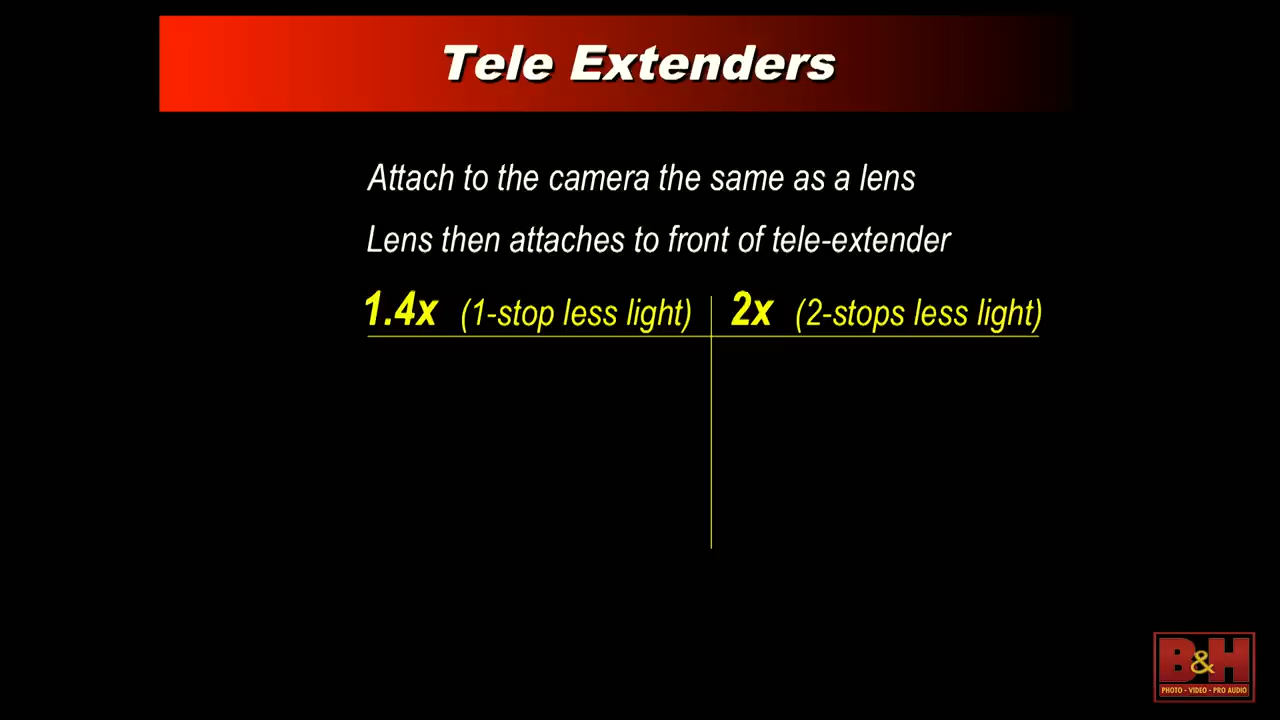 Tele Extenders
Attach to the camera the same as a lens
Lens then attaches to front of tele-extender
1.4x (1-stop less light) 2x (2-stops less light)
B&H
PHOTO - VIDEO - PRO AUDIO